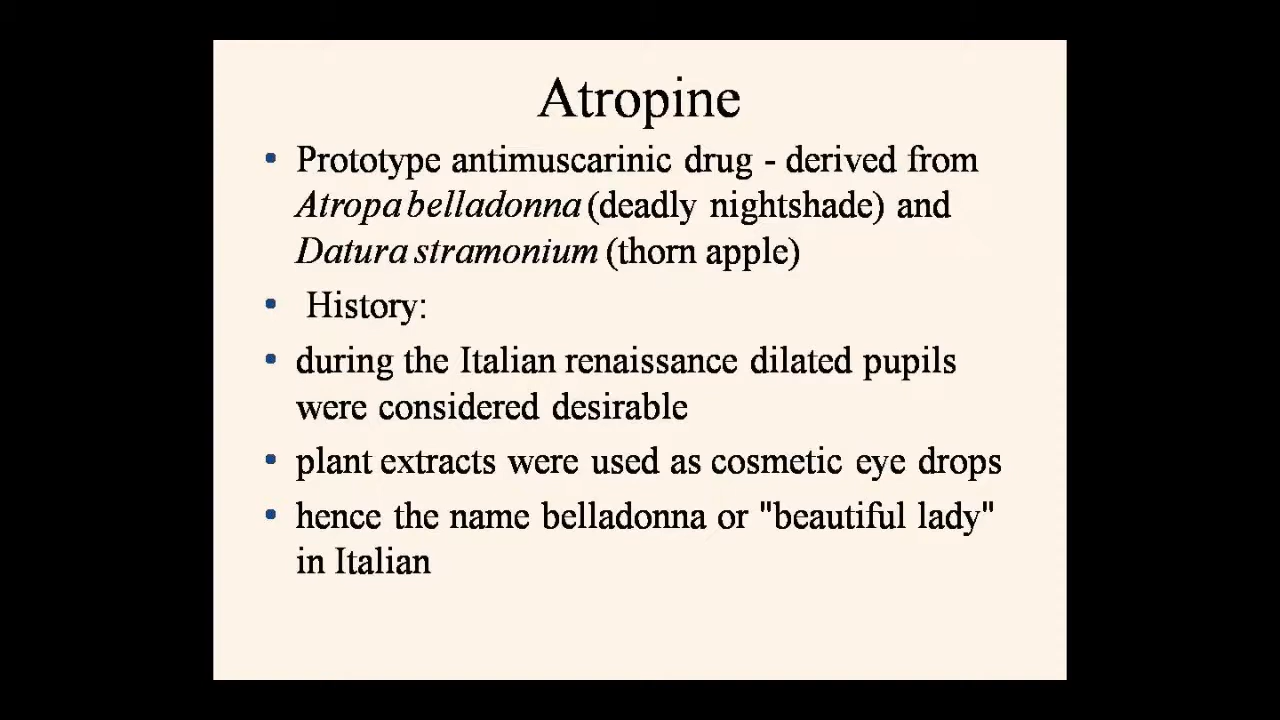 Atropine
• Prototype antimuscarinic drug - derived from
Atropa belladonna (deadly nightshade) and
Datura stramonium (thorn apple)
• History:
• during the Italian renaissance dilated pupils
were considered desirable
• plant extracts were used as cosmetic eye drops
• hence the name belladonna or "beautiful lady"
in Italian